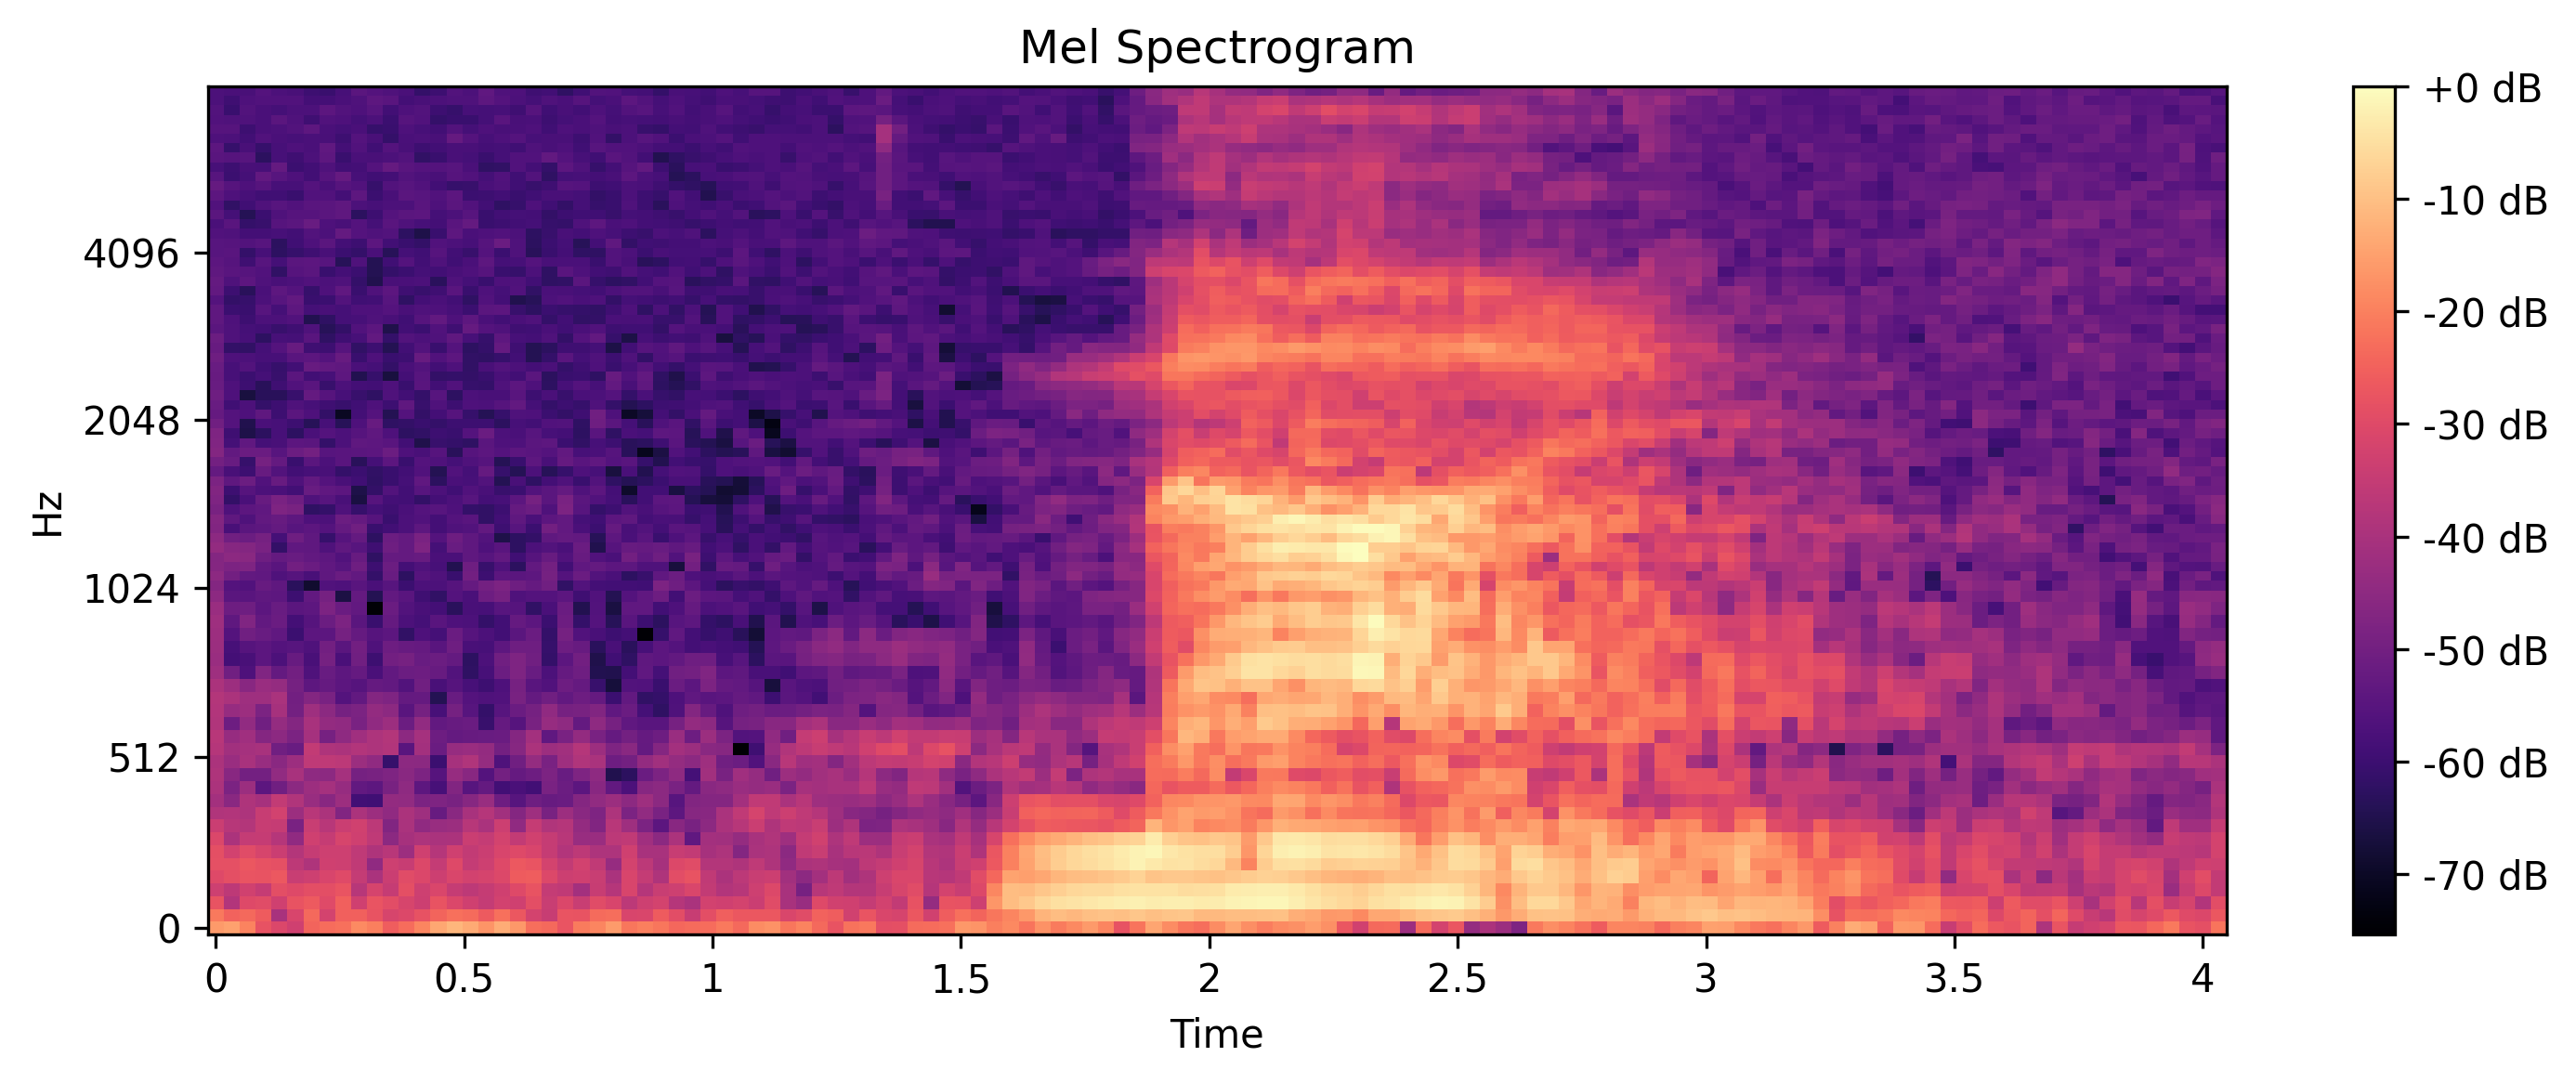 Mel Spectrogram
Hz
4096
2048
1024
512
0
0 0.5 1 1.5 2 2.5 3 3.5 4
Time
+0 dB
-10 dB
-20 dB
-30 dB
-40 dB
-50 dB
-60 dB
-70 dB